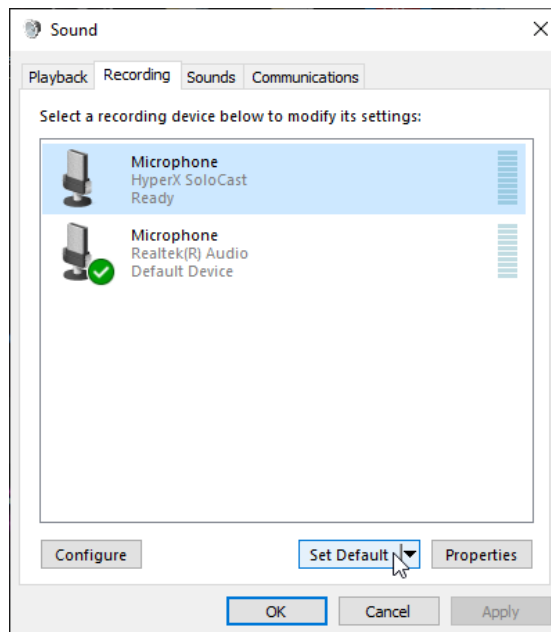 Sound
Playback Recording Sounds Communications
Select a recording device below to modify its settings:
Microphone
HyperX SoloCast
Ready
Microphone
Realtek(R) Audio
Default Device
Configure Set Default Properties
OK Cancel Apply